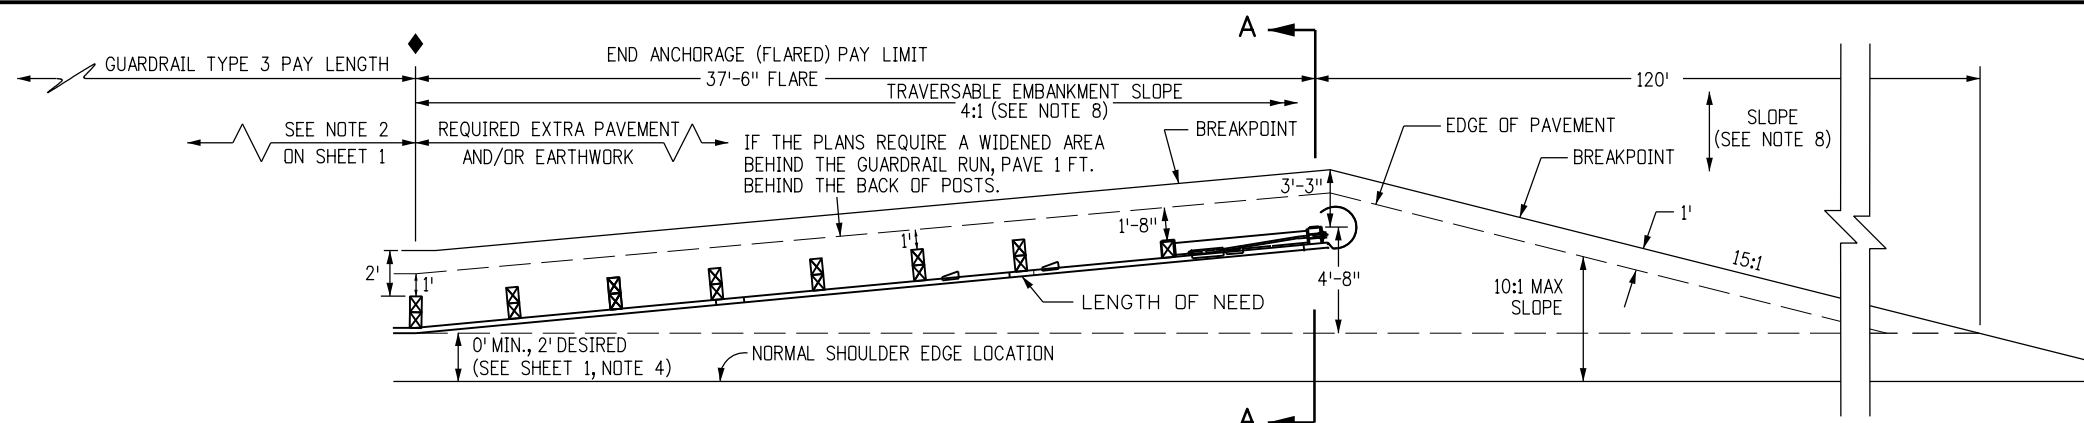 A
GUARDRAIL TYPE 3 PAY LENGTH
END ANCHORAGE (FLARED) PAY LIMIT
37'-6" FLARE
120'
TRAVERSABLE EMBANKMENT SLOPE
4:1 (SEE NOTE 8)
SEE NOTE 2
ON SHEET 1
REQUIRED EXTRA PAVEMENT
AND/OR EARTHWORK
IF THE PLANS REQUIRE A WIDENED AREA
BEHIND THE GUARDRAIL RUN, PAVE 1 FT.
BEHIND THE BACK OF POSTS.
BREAKPOINT
EDGE OF PAVEMENT
BREAKPOINT
SLOPE
(SEE NOTE 8)
3'-3"
1'-8"
1'
1'
2'
1'
15:1
4'-8"
10:1 MAX
SLOPE
LENGTH OF NEED
0' MIN., 2' DESIRED
(SEE SHEET 1, NOTE 4)
NORMAL SHOULDER EDGE LOCATION
A